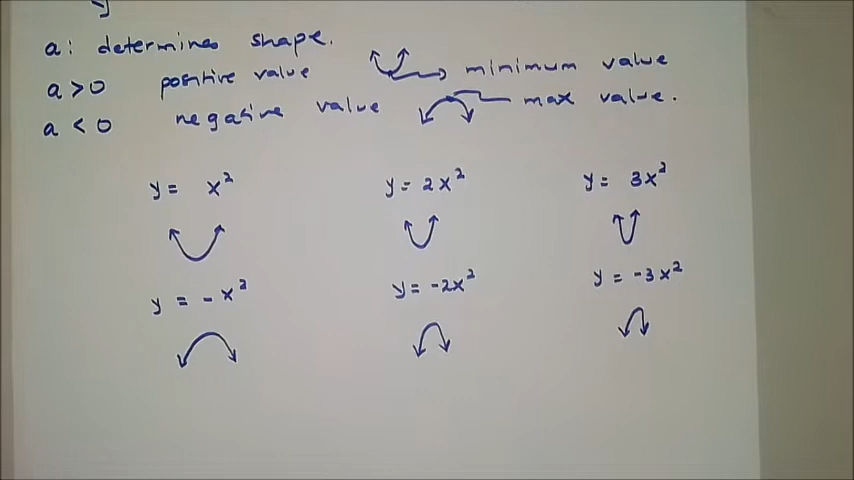 a: determines shape.
a > 0 positive value minimum value
a < 0 negative value max value.
y = x² y = 2x² y = 3x²
y = -x² y = -2x² y = -3x²